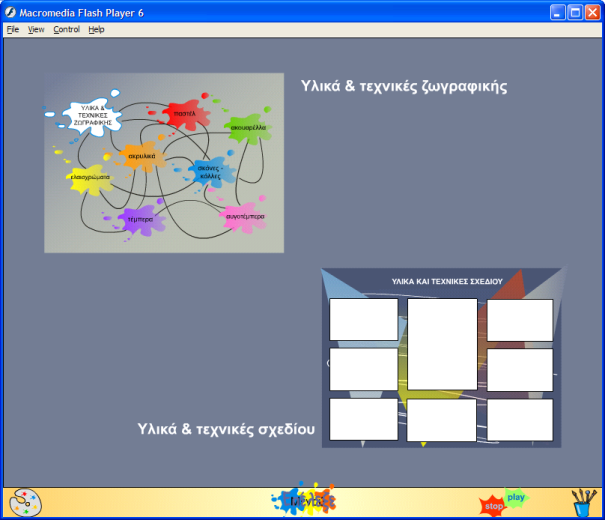 Macromedia Flash Player 6
File View Control Help
Υλικά & τεχνικές ζωγραφικής
ΥΛΙΚΑ &
ΤΕΧΝΙΚΕΣ
ΖΩΓΡΑΦΙΚΗΣ
παστέλ
ακουαρέλλα
ακρυλικά
σκόνες -
κόλλες
ελαιοχρώματα
τέμπερα
αυγοτέμπερα
ΥΛΙΚΑ ΚΑΙ ΤΕΧΝΙΚΕΣ ΣΧΕΔΙΟΥ
Υλικά & τεχνικές σχεδίου
Μενού
stop
play